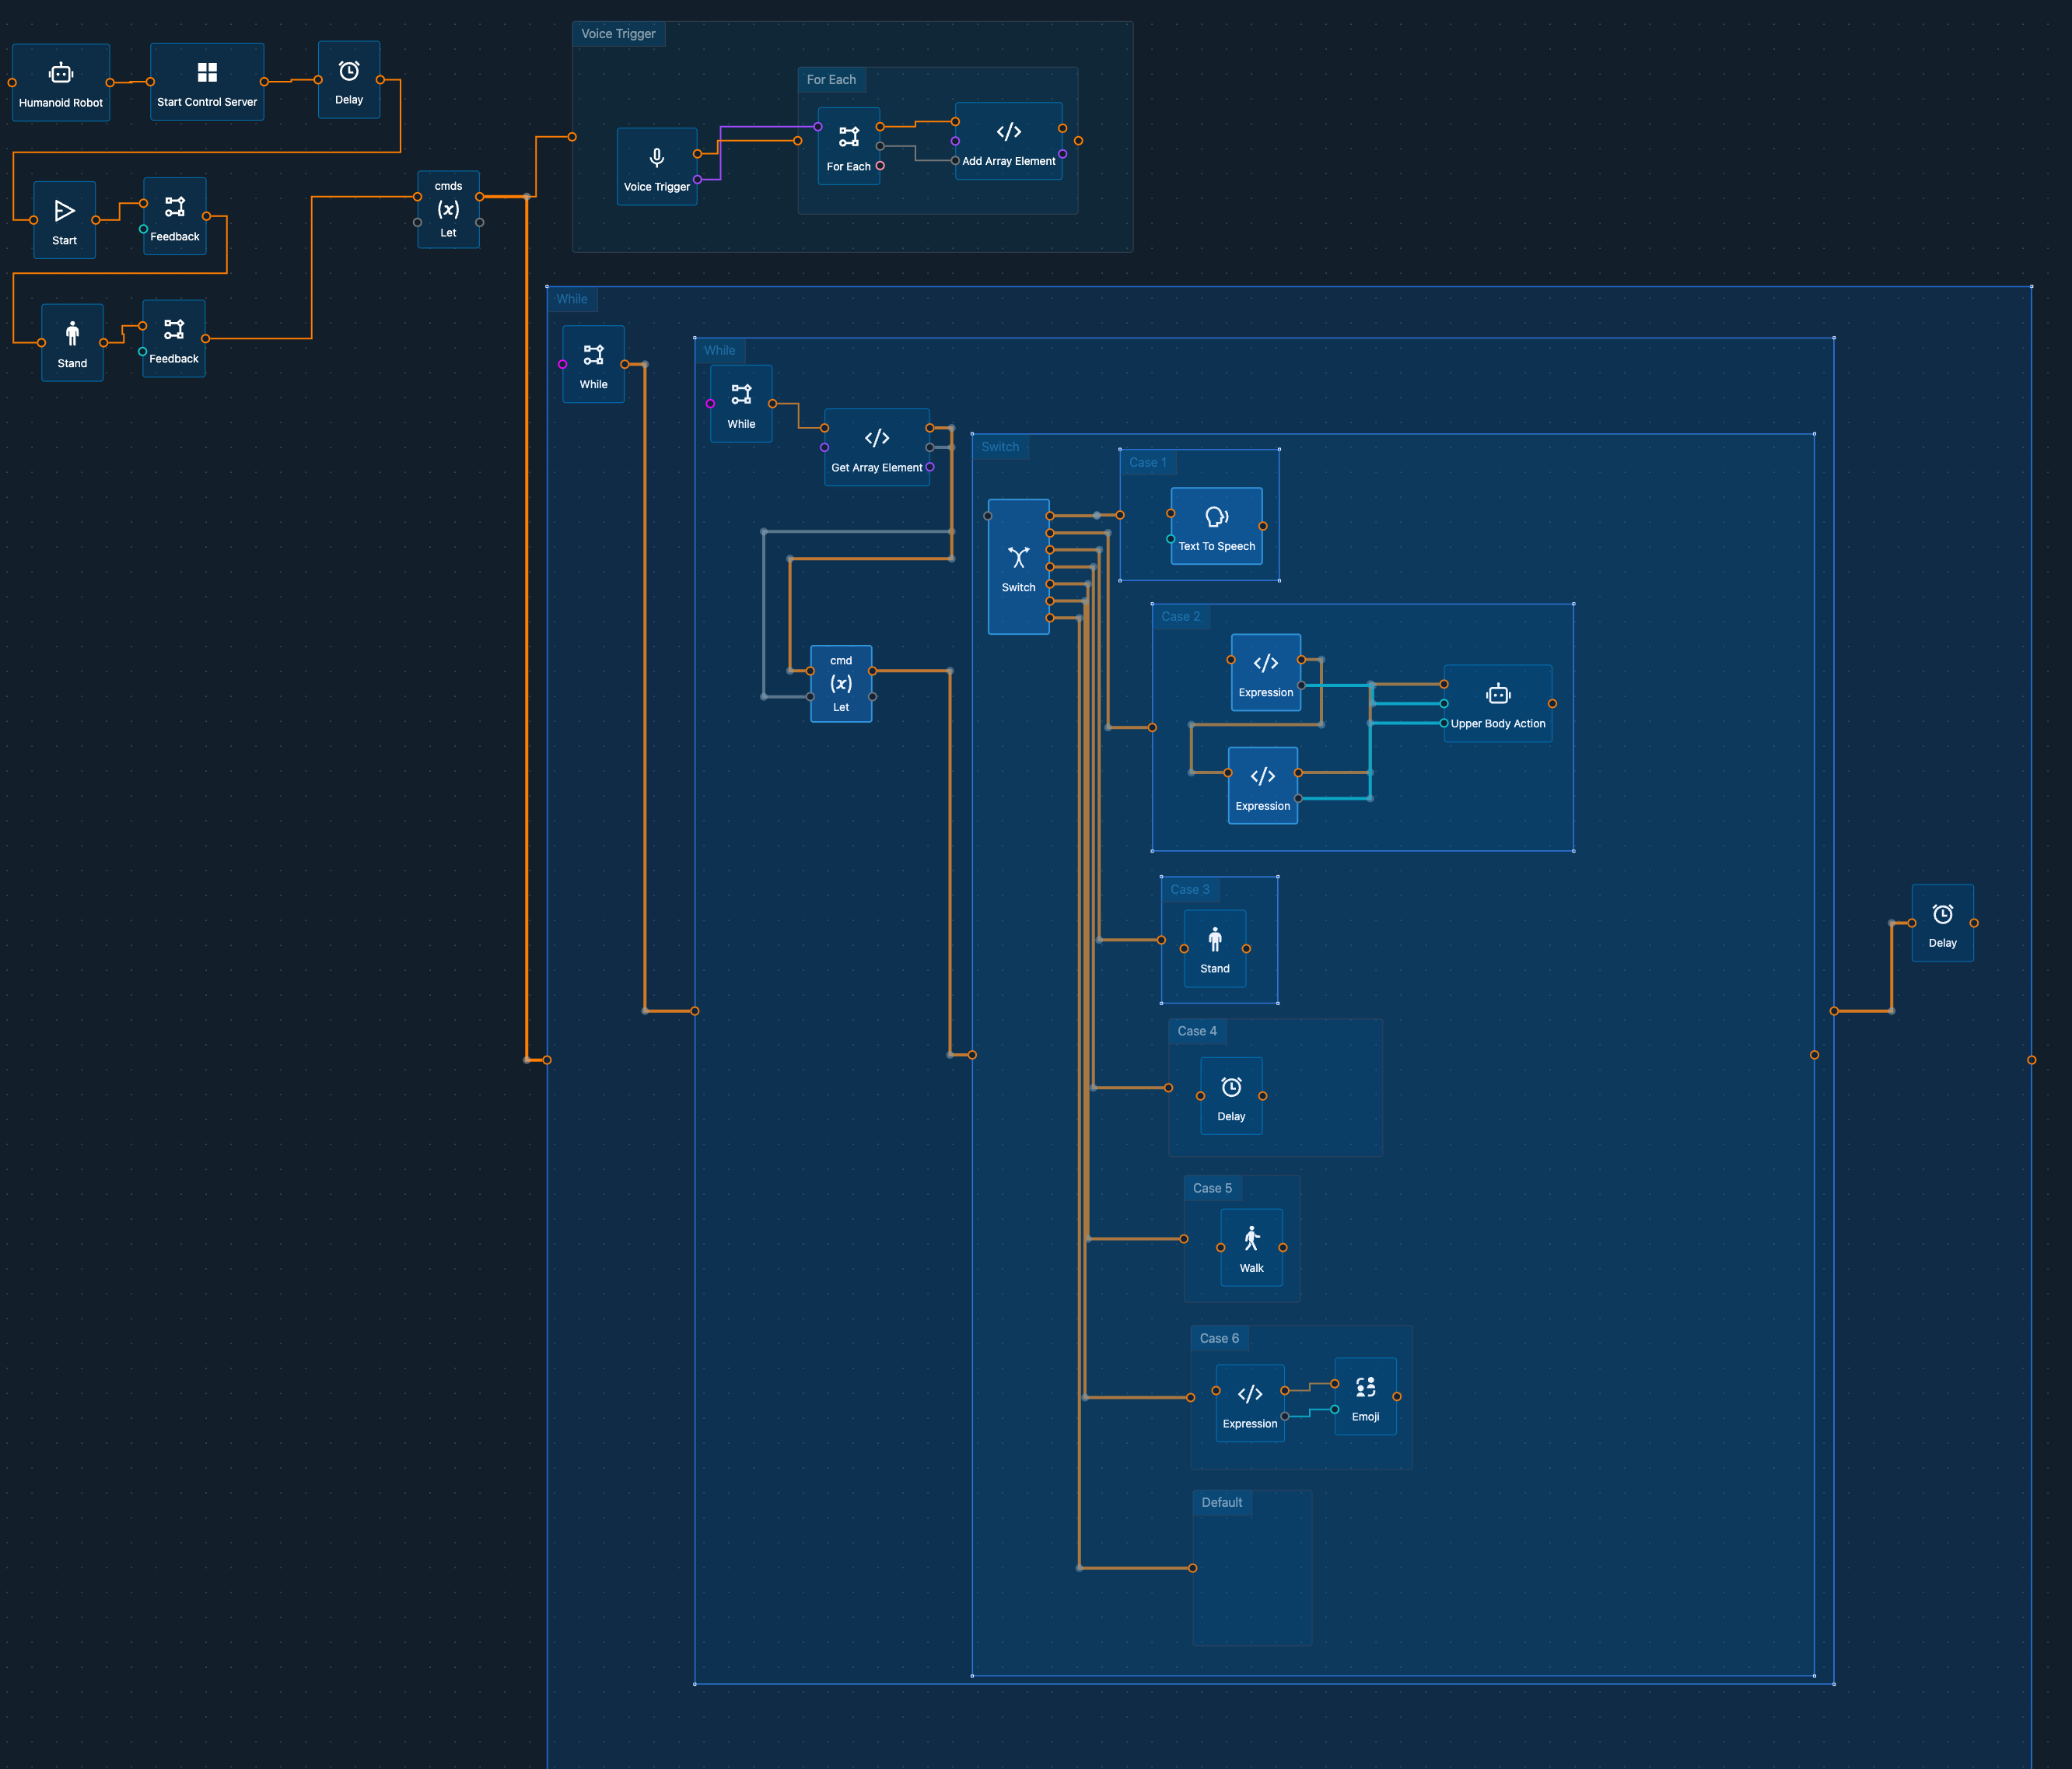 Humanoid Robot
Start Control Server
Delay
Start
Feedback
Stand
Feedback
cmds
(x)
Let
Voice Trigger
Voice Trigger
For Each
For Each
</>
Add Array Element
While
While
While
While
</>
Get Array Element
cmd
(x)
Let
Switch
Switch
Case 1
Text To Speech
Case 2
</>
Expression
</>
Expression
Upper Body Action
Case 3
Stand
Case 4
Delay
Case 5
Walk
Case 6
</>
Expression
Emoji
Default
Delay